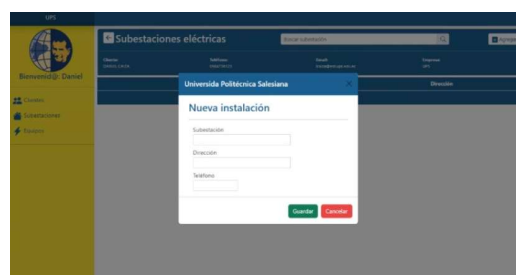 UPS
Subestaciones eléctricas
Buscar subestación
Agregar
Cliente
Teléfono
Email
Empresa
UPS
Bienvenid@: Daniel
Dirección
Clientes
Subestaciones
Equipos
Universida Politécnica Salesiana
Nueva instalación
Subestación
Dirección
Teléfono
Guardar
Cancelar